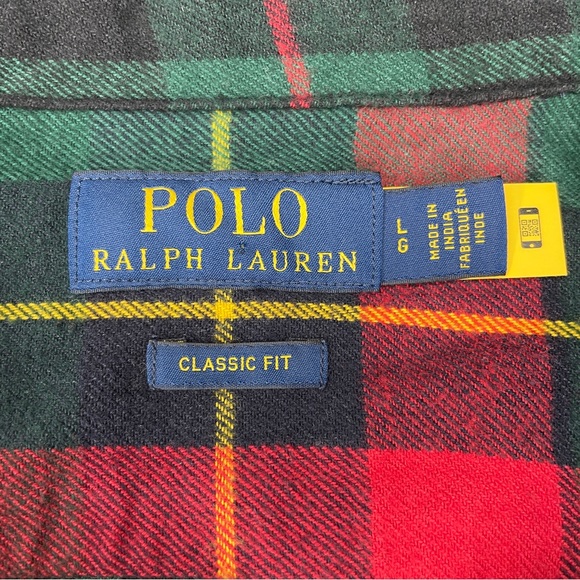 POLO
RALPH LAUREN
L
G
MADE IN
INDIA
FABRIQUÉ EN
INDE
CLASSIC FIT